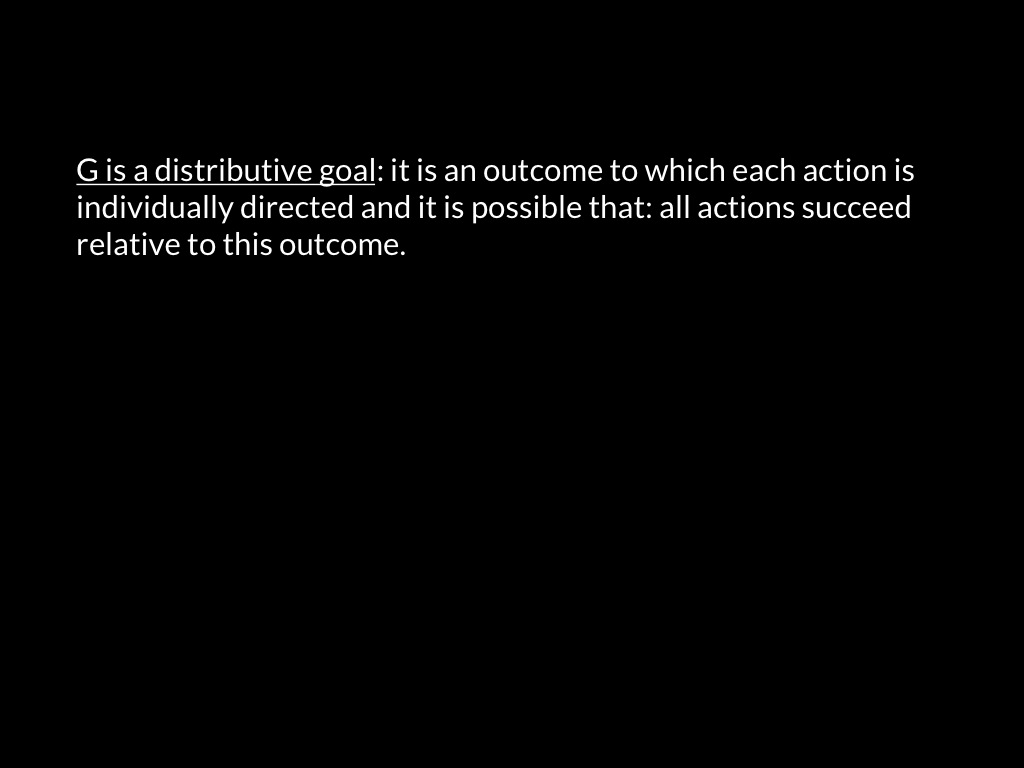 G is a distributive goal: it is an outcome to which each action is
individually directed and it is possible that: all actions succeed
relative to this outcome.